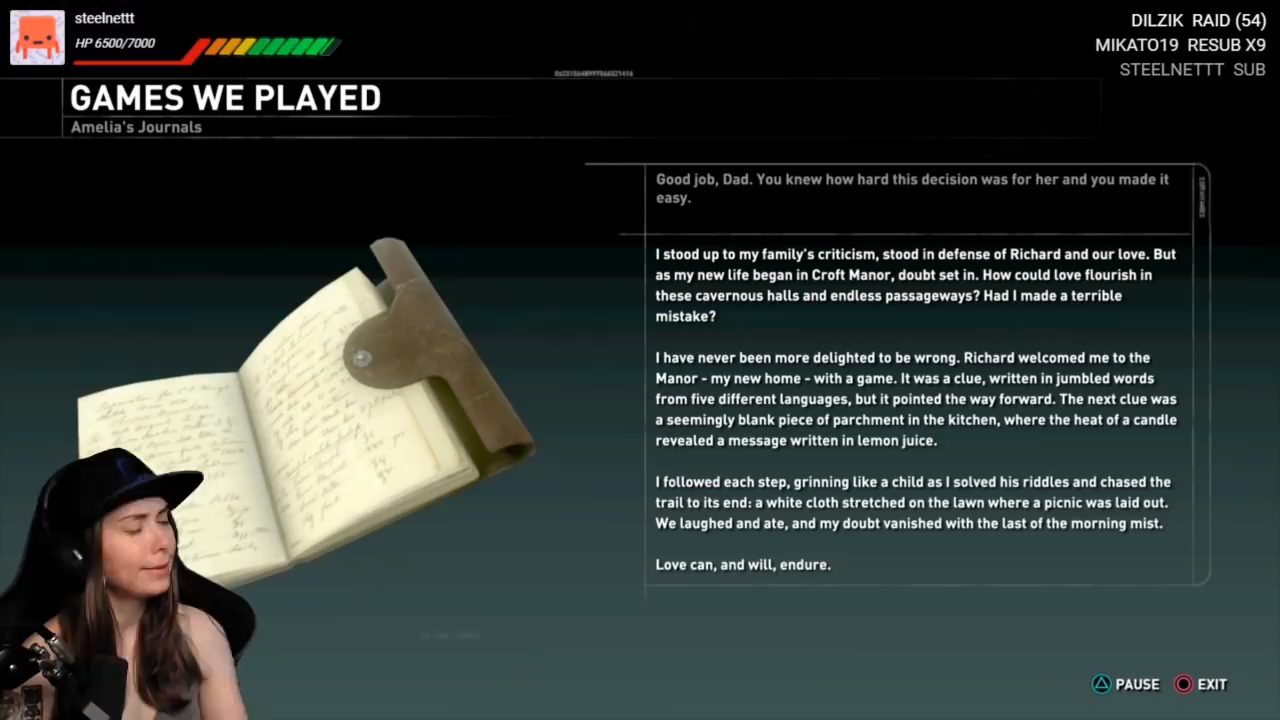 steelnettt
HP 6500/7000
DILZIK RAID (54)
MIKATO19 RESUB X9
STEELNETTT SUB
GAMES WE PLAYED
Amelia's Journals
Good job, Dad. You knew how hard this decision was for her and you made it
easy.
I stood up to my family's criticism, stood in defense of Richard and our love. But
as my new life began in Croft Manor, doubt set in. How could love flourish in
these cavernous halls and endless passageways? Had I made a terrible
mistake?
I have never been more delighted to be wrong. Richard welcomed me to the
Manor - my new home - with a game. It was a clue, written in jumbled words
from five different languages, but it pointed the way forward. The next clue was
a seemingly blank piece of parchment in the kitchen, where the heat of a candle
revealed a message written in lemon juice.
I followed each step, grinning like a child as I solved his riddles and chased the
trail to its end: a white cloth stretched on the lawn where a picnic was laid out.
We laughed and ate, and my doubt vanished with the last of the morning mist.
Love can, and will, endure.
PAUSE
EXIT